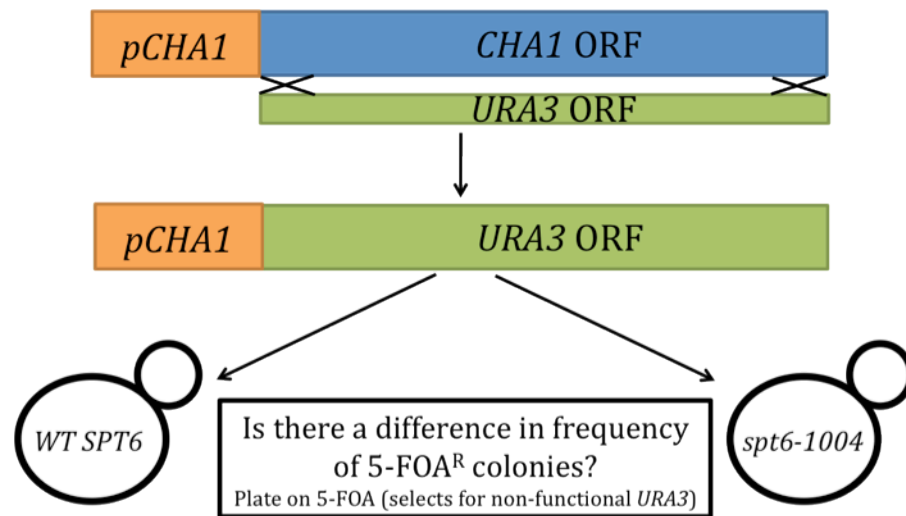 pCHA1
CHA1 ORF
URA3 ORF
pCHA1
URA3 ORF
WT SPT6
Is there a difference in frequency
of 5-FOAᴿ colonies?
Plate on 5-FOA (selects for non-functional URA3)
spt6-1004